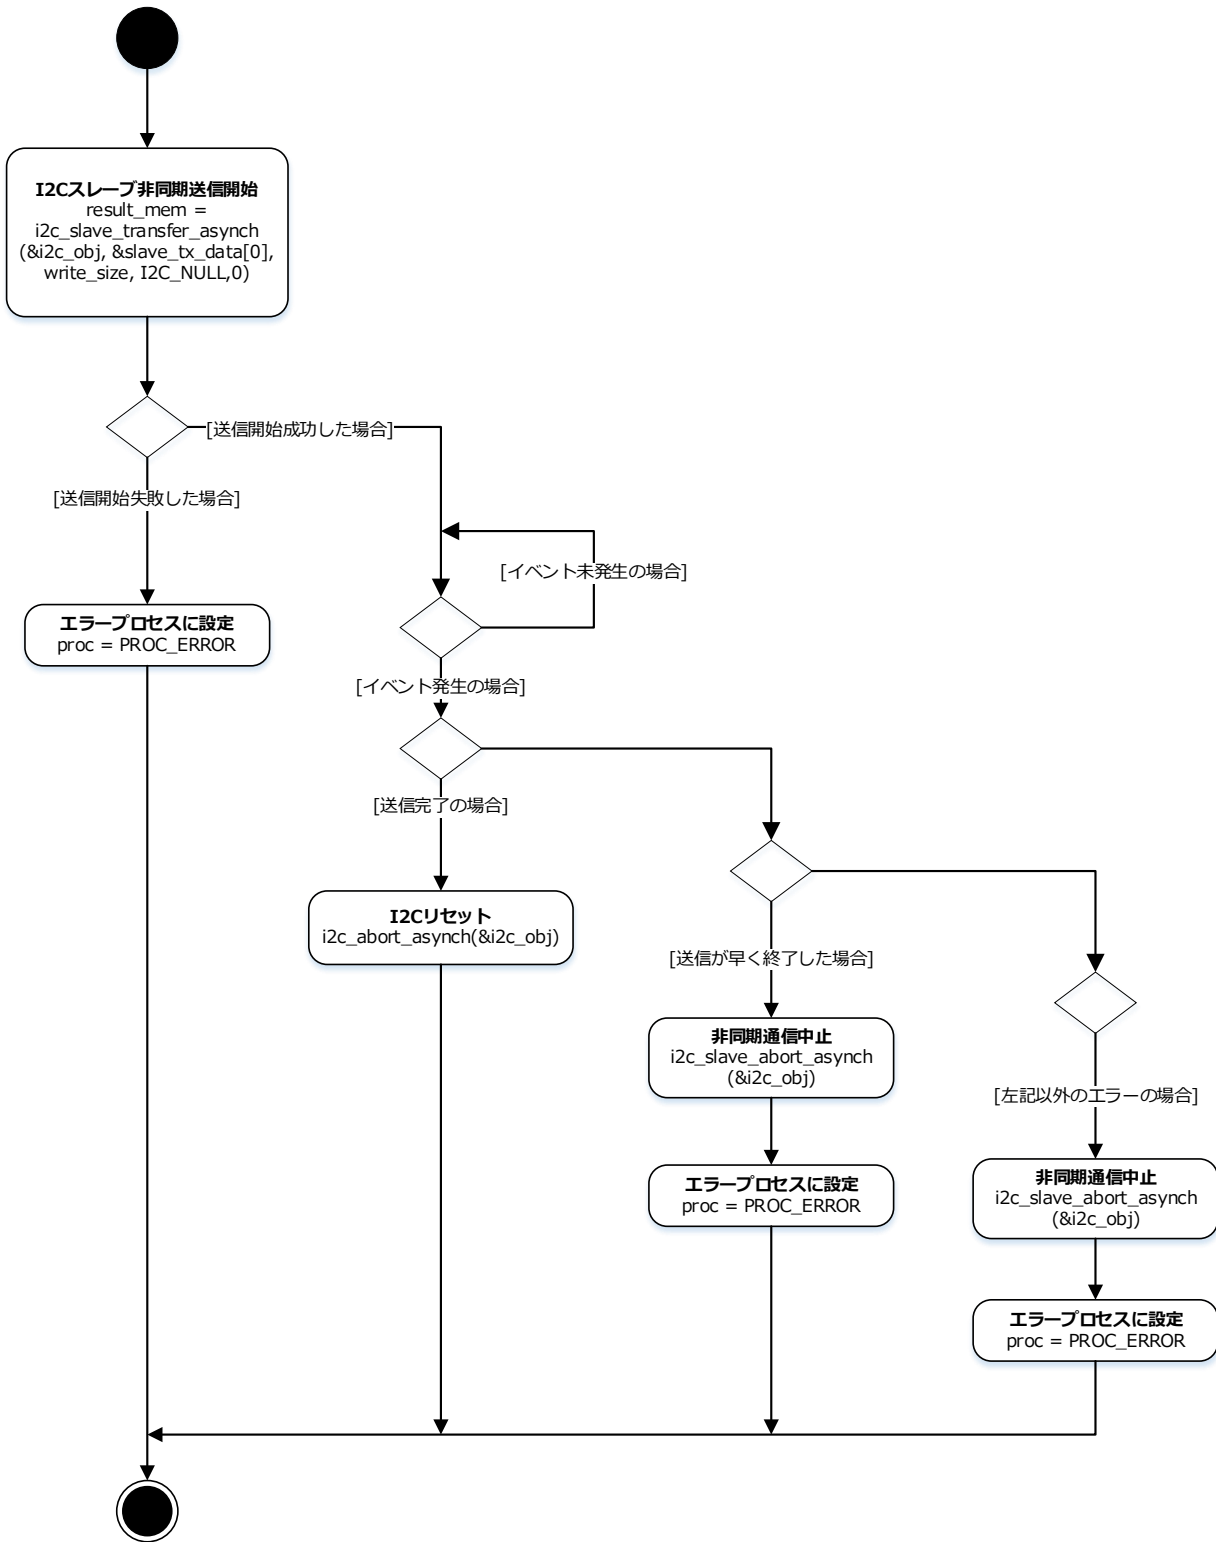 I2Cスレーブ非同期送信開始
result_mem =
i2c_slave_transfer_asynch
(&i2c_obj, &slave_tx_data[0],
write_size, I2C_NULL,0)
[送信開始成功した場合]
[送信開始失敗した場合]
[イベント未発生の場合]
エラープロセスに設定
proc = PROC_ERROR
[イベント発生の場合]
[送信完了の場合]
I2Cリセット
i2c_abort_asynch(&i2c_obj)
[送信が早く終了した場合]
非同期通信中止
i2c_slave_abort_asynch
(&i2c_obj)
[左記以外のエラーの場合]
エラープロセスに設定
proc = PROC_ERROR
非同期通信中止
i2c_slave_abort_asynch
(&i2c_obj)
エラープロセスに設定
proc = PROC_ERROR